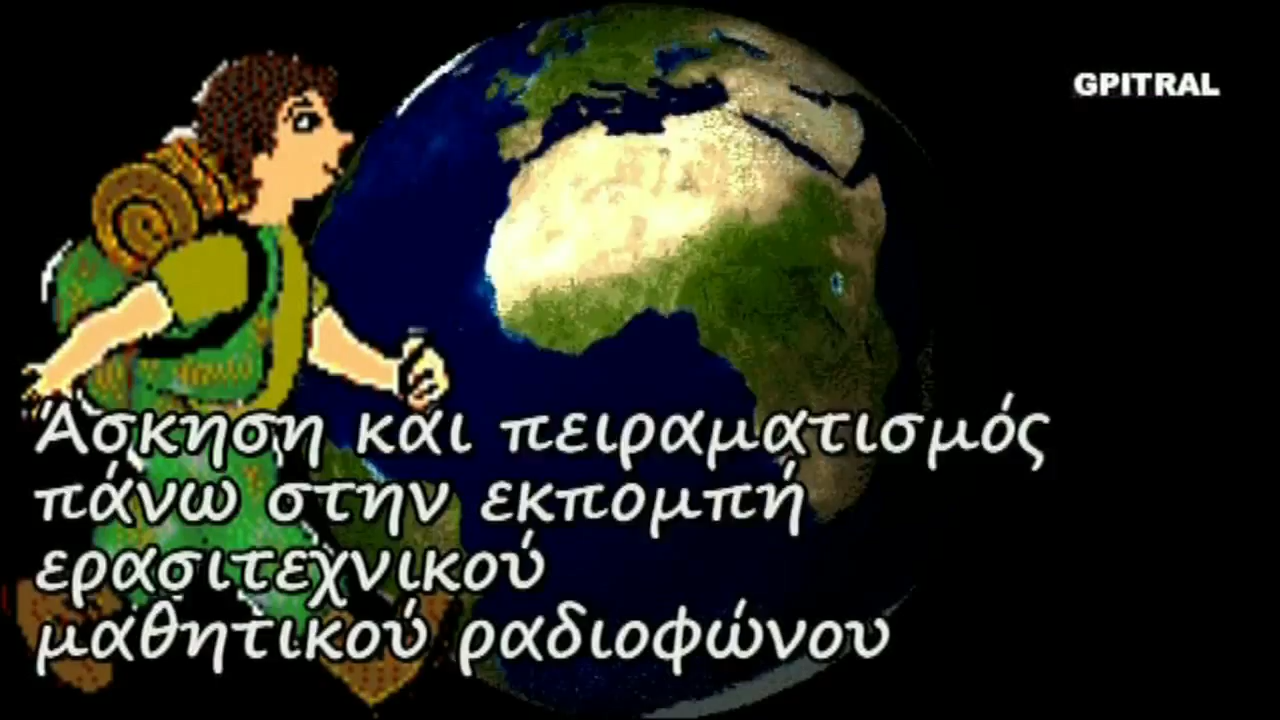 GPITRAL
Άσκηση και πειραματισμός
πάνω στην εκπομπή
ερασιτεχνικού
μαθητικού ραδιοφώνου